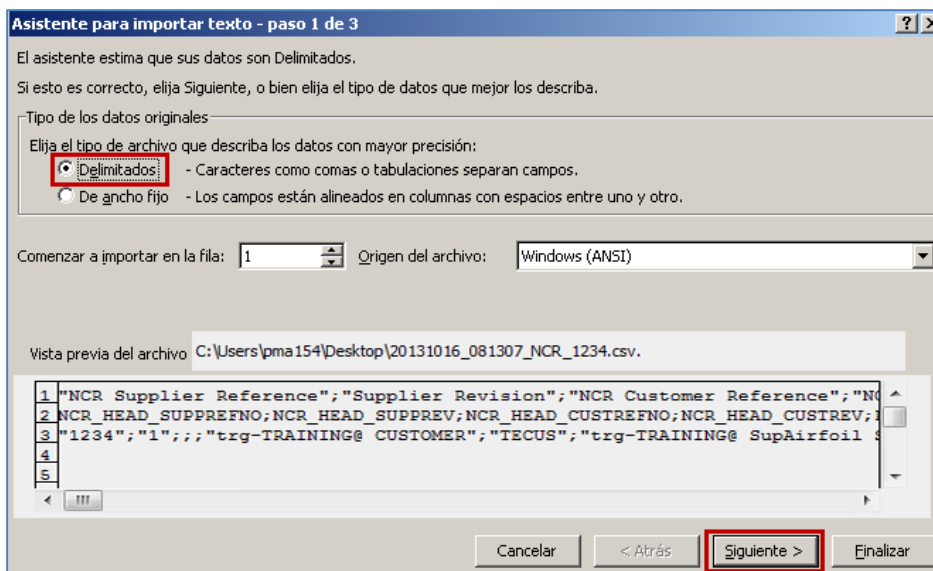 Asistente para importar texto - paso 1 de 3
El asistente estima que sus datos son Delimitados.
Si esto es correcto, elija Siguiente, o bien elija el tipo de datos que mejor los describa.
Tipo de los datos originales
Elija el tipo de archivo que describa los datos con mayor precisión:
Delimitados - Caracteres como comas o tabulaciones separan campos.
De ancho fijo - Los campos están alineados en columnas con espacios entre uno y otro.
Comenzar a importar en la fila: 1 Origen del archivo: Windows (ANSI)
Vista previa del archivo C:\Users\pma154\Desktop\20131016_081307_NCR_1234.csv.
1 "NCR Supplier Reference";"Supplier Revision";"NCR Customer Reference";"NC
2 NCR_HEAD_SUPPREFNO;NCR_HEAD_SUPPREV;NCR_HEAD_CUSTREFNO;NCR_HEAD_CUSTREV;
3 "1234";"1";;;"trg-TRAINING@ CUSTOMER";"TECUS";"trg-TRAINING@ SupAirfoil
4
5
Cancelar < Atrás Siguiente > Finalizar